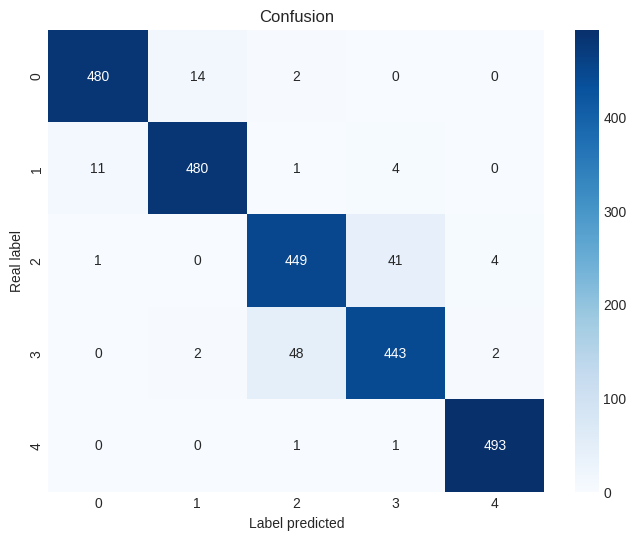 Confusion
Real label
0 480 14 2 0 0
1 11 480 1 4 0
2 1 0 449 41 4
3 0 2 48 443 2
4 0 0 1 1 493
0 1 2 3 4
Label predicted
400
300
200
100
0